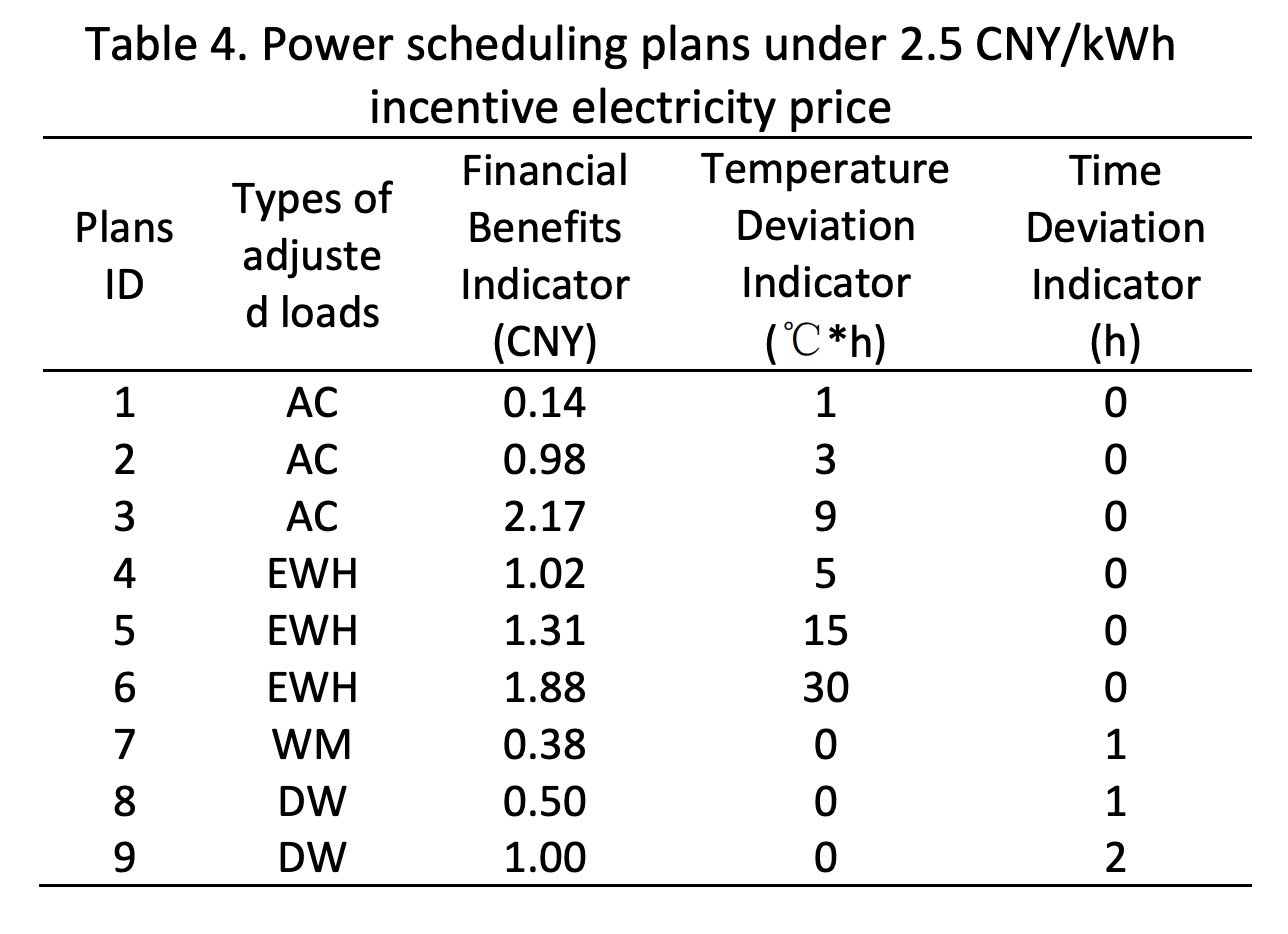 Table 4. Power scheduling plans under 2.5 CNY/kWh
incentive electricity price
Plans
ID
Types of
adjuste
d loads
Financial
Benefits
Indicator
(CNY)
Temperature
Deviation
Indicator
(℃*h)
Time
Deviation
Indicator
(h)
1 AC 0.14 1 0
2 AC 0.98 3 0
3 AC 2.17 9 0
4 EWH 1.02 5 0
5 EWH 1.31 15 0
6 EWH 1.88 30 0
7 WM 0.38 0 1
8 DW 0.50 0 1
9 DW 1.00 0 2